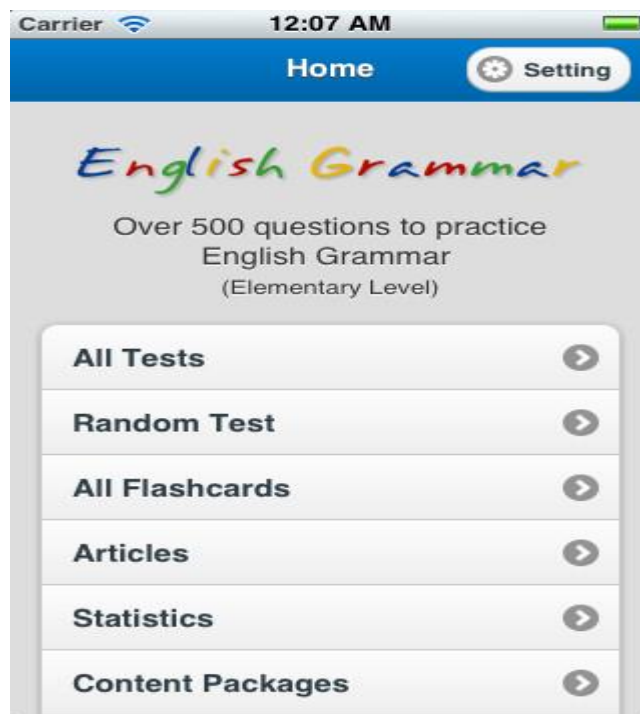 Carrier 12:07 AM
Home Setting
English Grammar
Over 500 questions to practice
English Grammar
(Elementary Level)
All Tests
Random Test
All Flashcards
Articles
Statistics
Content Packages